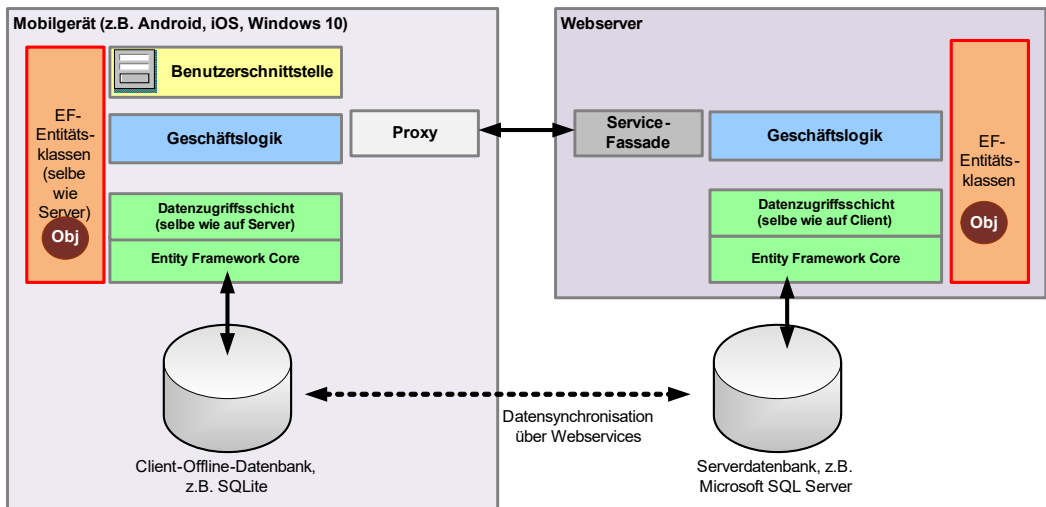 Mobilgerät (z.B. Android, iOS, Windows 10)
Benutzerschnittstelle
EF-
Entitäts-
klassen
(selbe
wie
Server)
Obj
Geschäftslogik
Proxy
Datenzugriffsschicht
(selbe wie auf Server)
Entity Framework Core
Client-Offline-Datenbank,
z.B. SQLite
Datensynchronisation
über Webservices
Webserver
Service-
Fassade
Geschäftslogik
EF-
Entitäts-
klassen
Obj
Datenzugriffsschicht
(selbe wie auf Client)
Entity Framework Core
Serverdatenbank, z.B.
Microsoft SQL Server